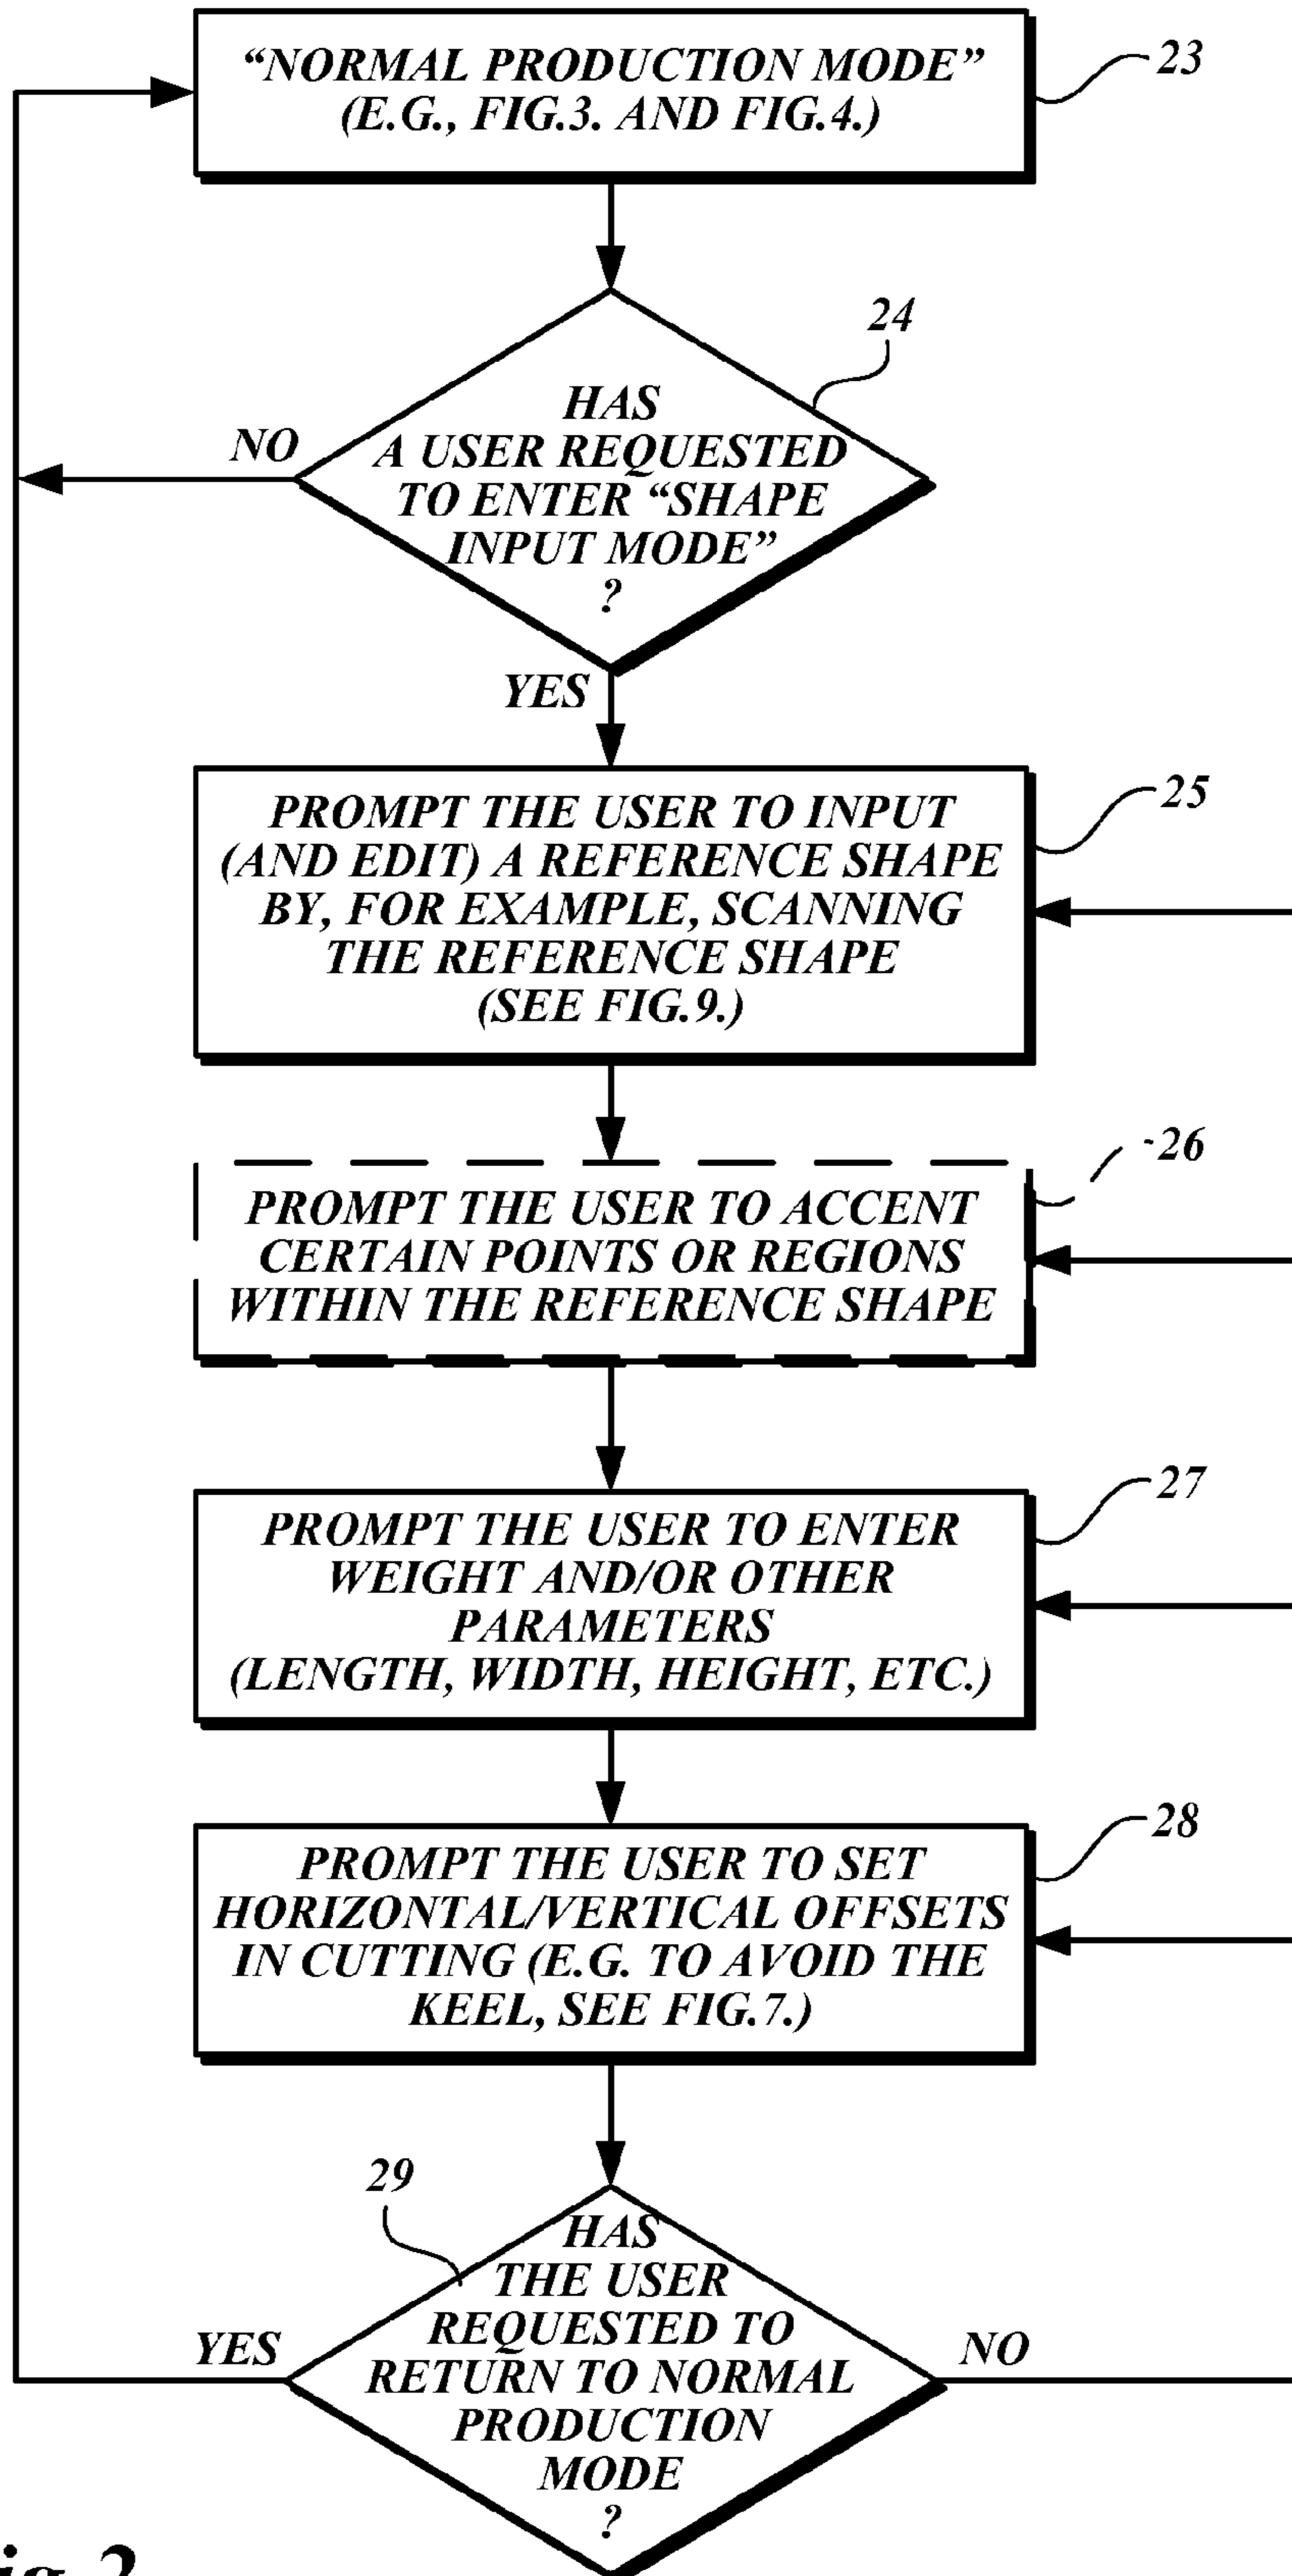 “NORMAL PRODUCTION MODE”
(E.G., FIG.3. AND FIG.4.)
23
24
HAS
A USER REQUESTED
TO ENTER “SHAPE
INPUT MODE”
?
NO
YES
PROMPT THE USER TO INPUT
(AND EDIT) A REFERENCE SHAPE
BY, FOR EXAMPLE, SCANNING
THE REFERENCE SHAPE
(SEE FIG.9.)
25
PROMPT THE USER TO ACCENT
CERTAIN POINTS OR REGIONS
WITHIN THE REFERENCE SHAPE
26
PROMPT THE USER TO ENTER
WEIGHT AND/OR OTHER
PARAMETERS
(LENGTH, WIDTH, HEIGHT, ETC.)
27
PROMPT THE USER TO SET
HORIZONTAL/VERTICAL OFFSETS
IN CUTTING (E.G. TO AVOID THE
KEEL, SEE FIG.7.)
28
29
HAS
THE USER
REQUESTED TO
RETURN TO NORMAL
PRODUCTION
MODE
?
YES
NO